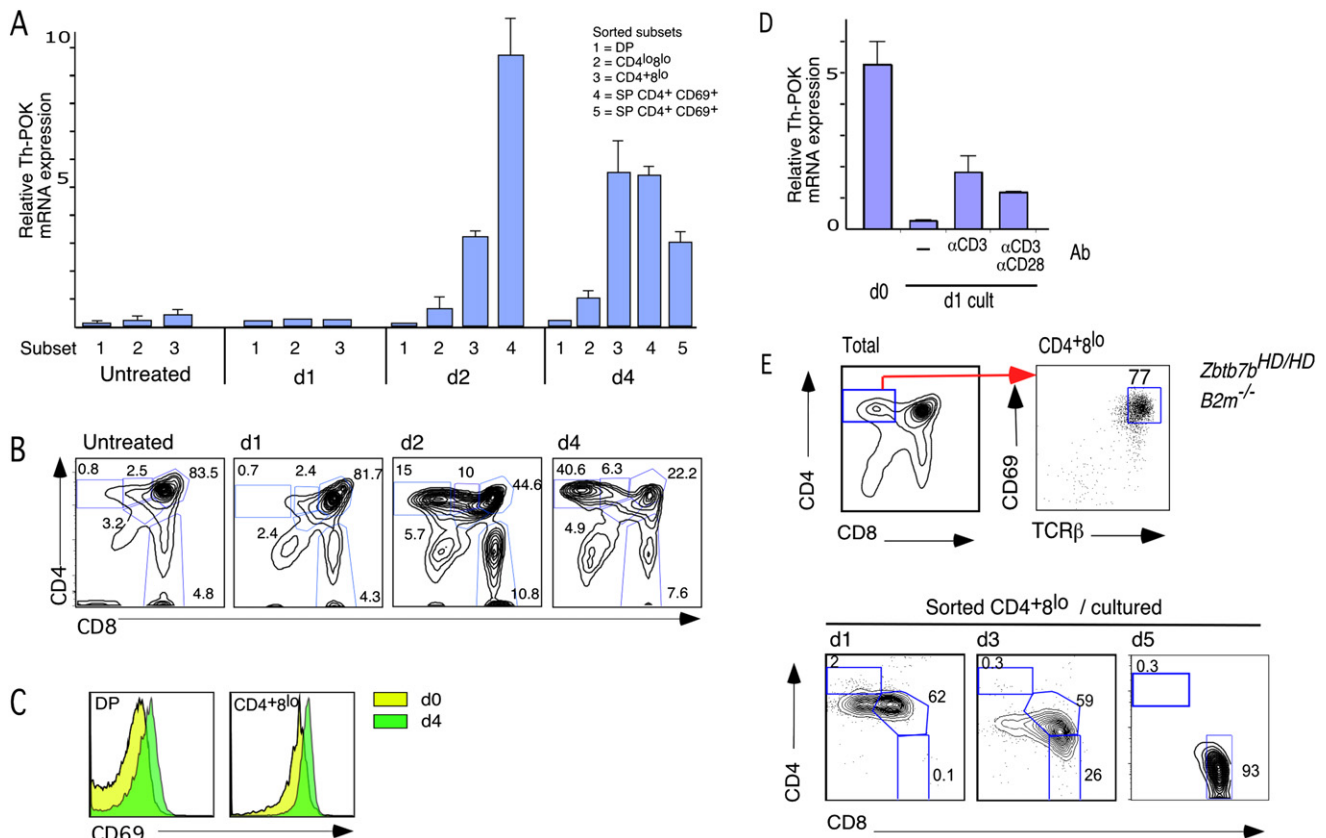 A
Relative Th-POK
mRNA expression
10
5
Sorted subsets
1 = DP
2 = CD4lo8lo
3 = CD4+8lo
4 = SP CD4+ CD69+
5 = SP CD4+ CD69+
Subset 1 2 3 1 2 3 1 2 3 4 1 2 3 4 5
Untreated d1 d2 d4
B
Untreated d1 d2 d4
0.8 2.5 83.5 0.7 2.4 81.7 15 10 44.6 40.6 6.3 22.2
3.2 2.4 5.7 4.9
4.8 4.3 10.8 7.6
CD4
CD8
C
DP CD4+8lo
d0
d4
CD69
D
Relative Th-POK
mRNA expression
5
0
– αCD3 αCD3 Ab
αCD28
d0 d1 cult
E
Total CD4+8lo
77
Zbtb7bHD/HD
B2m-/-
CD4
CD69
CD8 TCRβ
Sorted CD4+8lo / cultured
d1 d3 d5
2 0.3 0.3
62 59
0.1 26 93
CD4
CD8